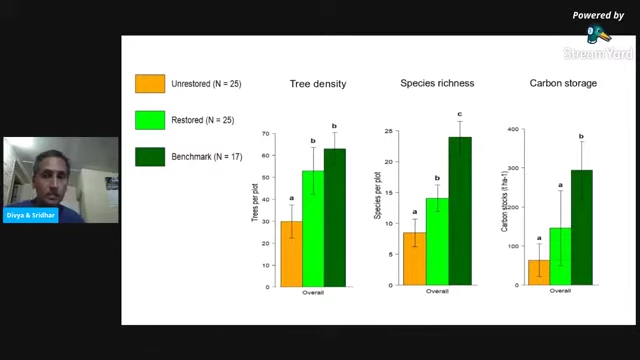 Powered by
StreamYard
Unrestored (N = 25)
Restored (N = 25)
Benchmark (N = 17)
Tree density
Trees per plot
70
60
50
40
30
20
10
0
a
b
b
Overall
Species richness
Species per plot
25
20
15
10
5
0
a
b
c
Overall
Carbon storage
Carbon stocks (t ha-1)
400
300
200
100
0
a
a
b
Overall
Divya & Sridhar